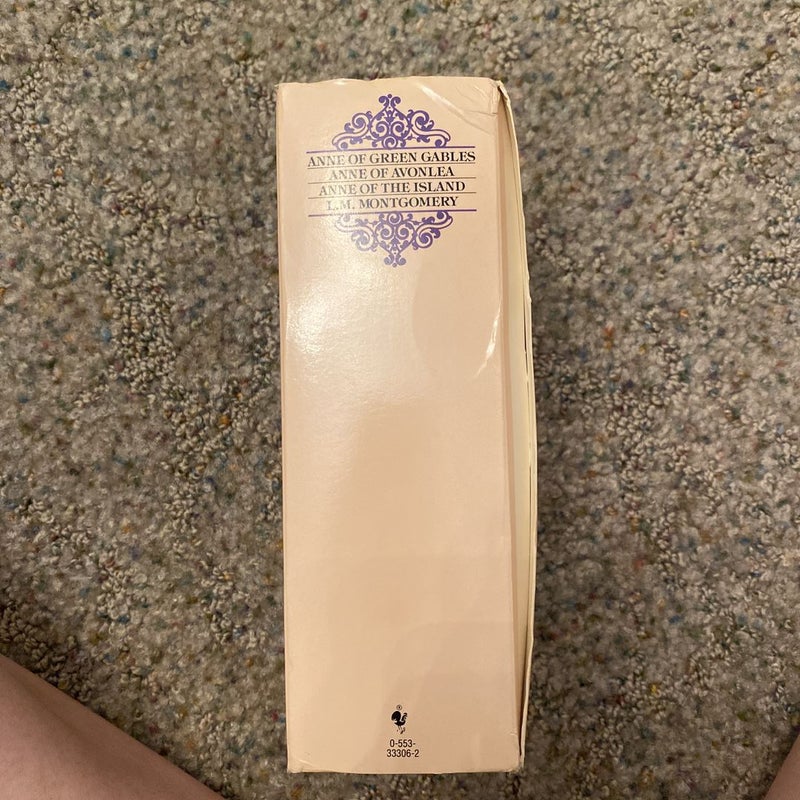 ANNE OF GREEN GABLES
ANNE OF AVONLEA
ANNE OF THE ISLAND
L.M. MONTGOMERY
®
0-553-
33306-2